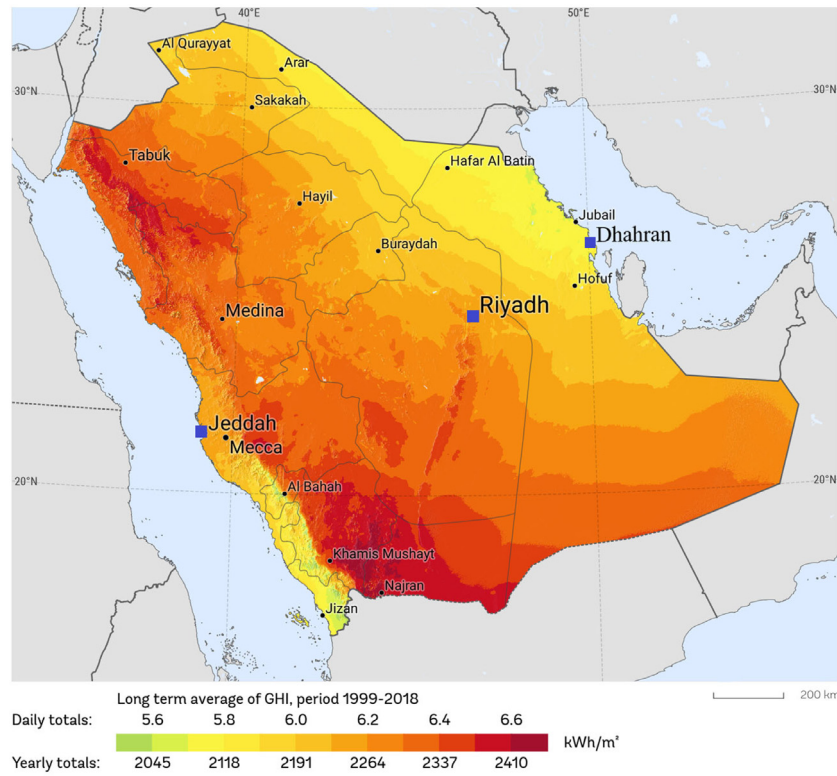 40°E
50°E
Al Qurayyat
Arar
30°N
30°N
Sakakah
Tabuk
Hafar Al Batin
Hayil
Jubail
Dhahran
Buraydah
Hofuf
Medina
Riyadh
Jeddah
Mecca
20°N
20°N
Al Bahah
Khamis Mushayt
Najran
Jizan
200 km
Long term average of GHI, period 1999-2018
Daily totals: 5.6 5.8 6.0 6.2 6.4 6.6
kWh/m²
Yearly totals: 2045 2118 2191 2264 2337 2410